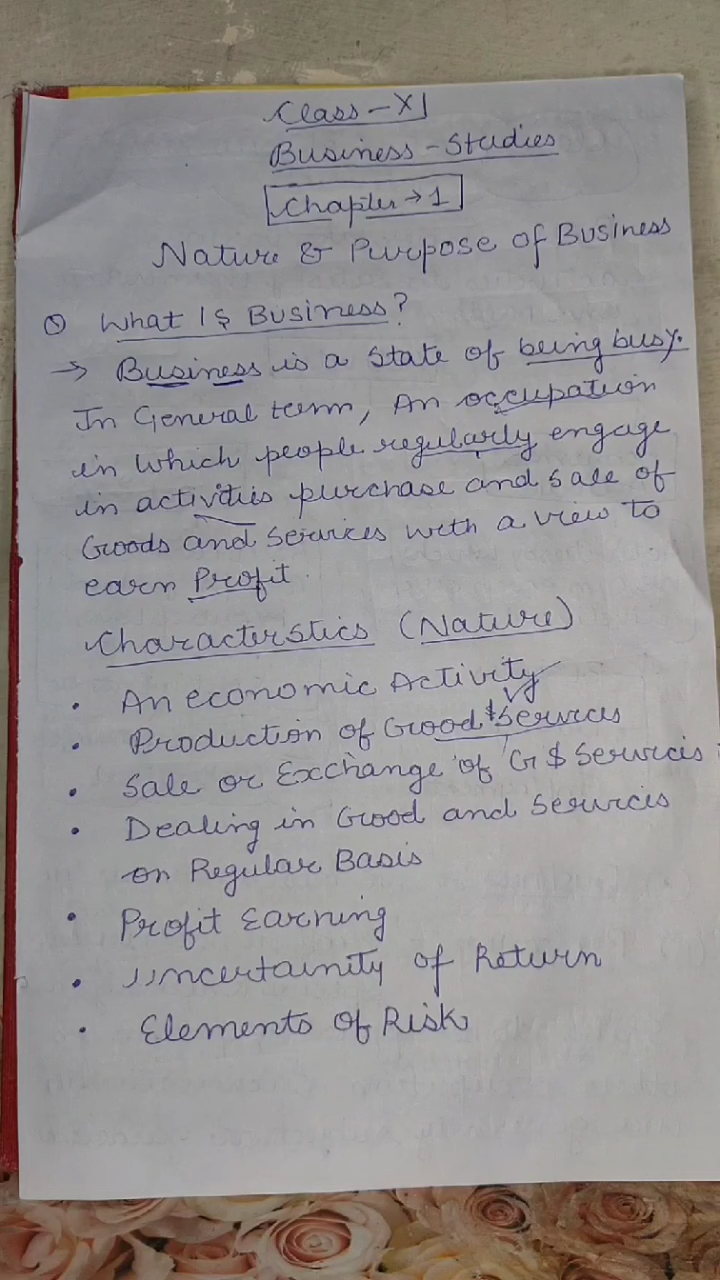 Class-XI
Business-Studies
Chapter→1
Nature & Purpose of Business
What Is Business?
→ Business is a State of being busy.
In General term, An occupation
in which people regularly engage
in activities purchase and sale of
Goods and Services with a view to
earn Profit.
Characterstics (Nature)
• An economic Activity
• Production of Good & Services
• Sale or Exchange of G $ Services
• Dealing in Good and Services
on Regular Basis
• Profit Earning
• Uncertainity of Return
• Elements of Risk